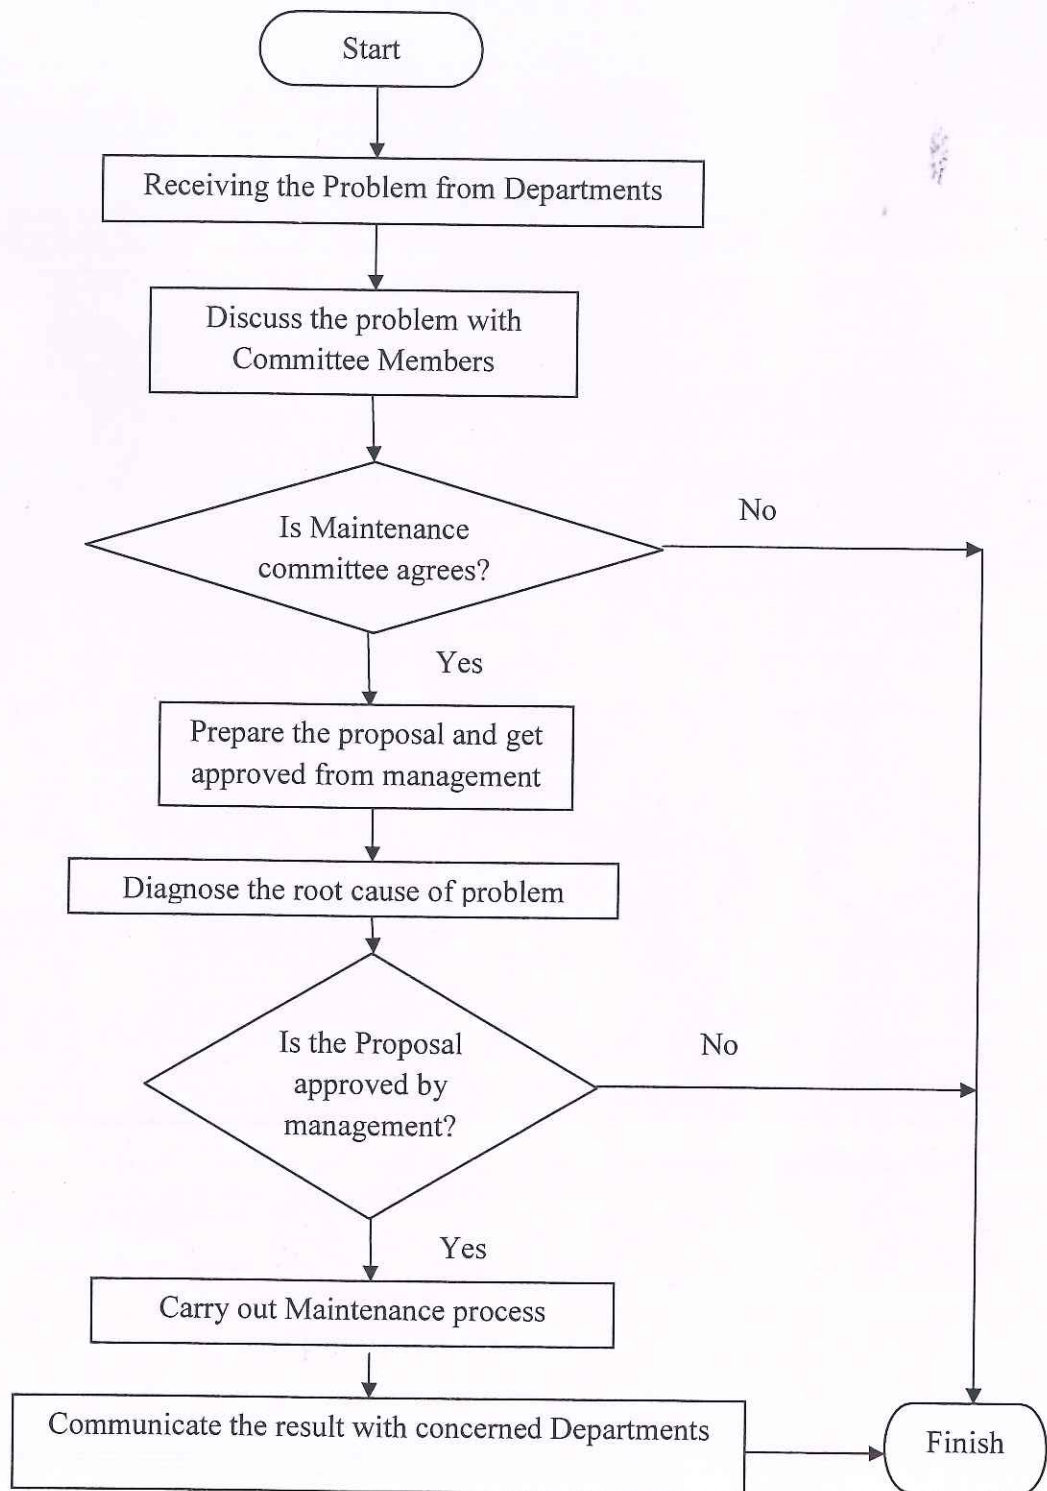 Start
Receiving the Problem from Departments
Discuss the problem with
Committee Members
Is Maintenance
committee agrees?
No
Yes
Prepare the proposal and get
approved from management
Diagnose the root cause of problem
Is the Proposal
approved by
management?
No
Yes
Carry out Maintenance process
Communicate the result with concerned Departments
Finish